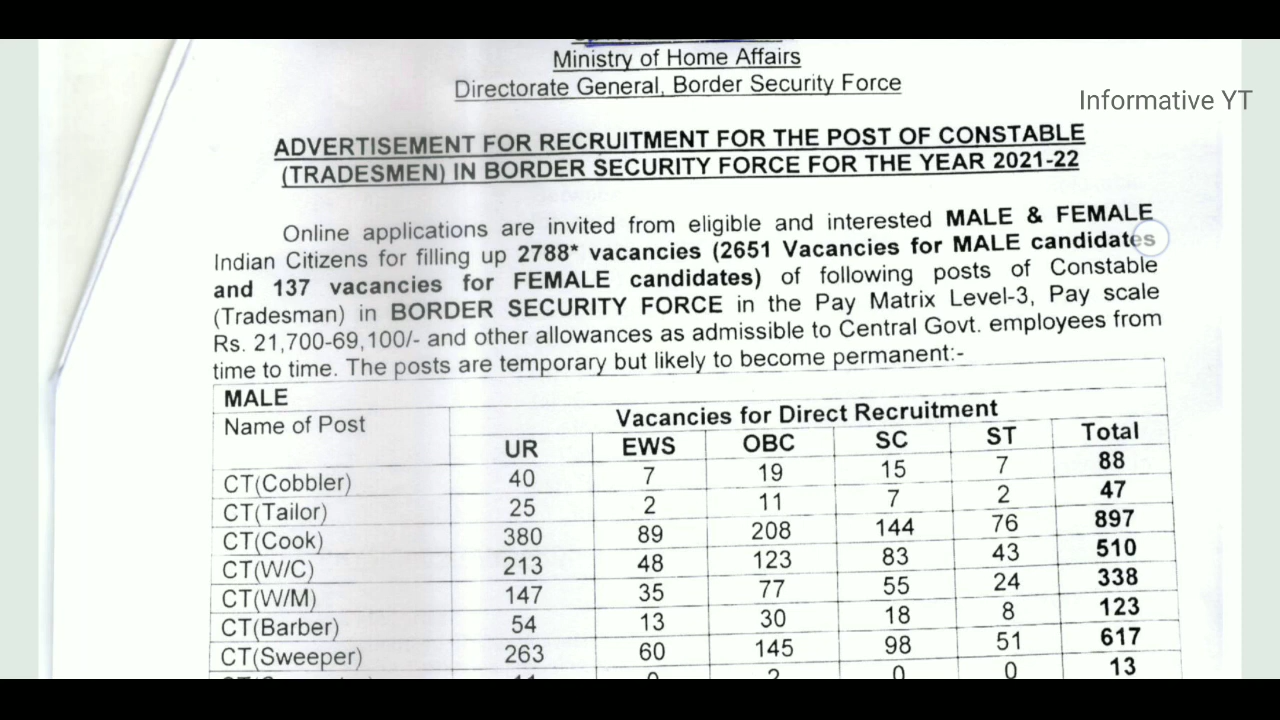 Ministry of Home Affairs
Directorate General, Border Security Force
Informative YT
ADVERTISEMENT FOR RECRUITMENT FOR THE POST OF CONSTABLE
(TRADESMEN) IN BORDER SECURITY FORCE FOR THE YEAR 2021-22
Online applications are invited from eligible and interested MALE & FEMALE
Indian Citizens for filling up 2788* vacancies (2651 Vacancies for MALE candidates
and 137 vacancies for FEMALE candidates) of following posts of Constable
(Tradesman) in BORDER SECURITY FORCE in the Pay Matrix Level-3, Pay scale
Rs. 21,700-69,100/- and other allowances as admissible to Central Govt. employees from
time to time. The posts are temporary but likely to become permanent:-
MALE
Name of Post Vacancies for Direct Recruitment
UR EWS OBC SC ST Total
CT(Cobbler) 40 7 19 15 7 88
CT(Tailor) 25 2 11 7 2 47
CT(Cook) 380 89 208 144 76 897
CT(W/C) 213 48 123 83 43 510
CT(W/M) 147 35 77 55 24 338
CT(Barber) 54 13 30 18 8 123
CT(Sweeper) 263 60 145 98 51 617
11 0 2 0 0 13